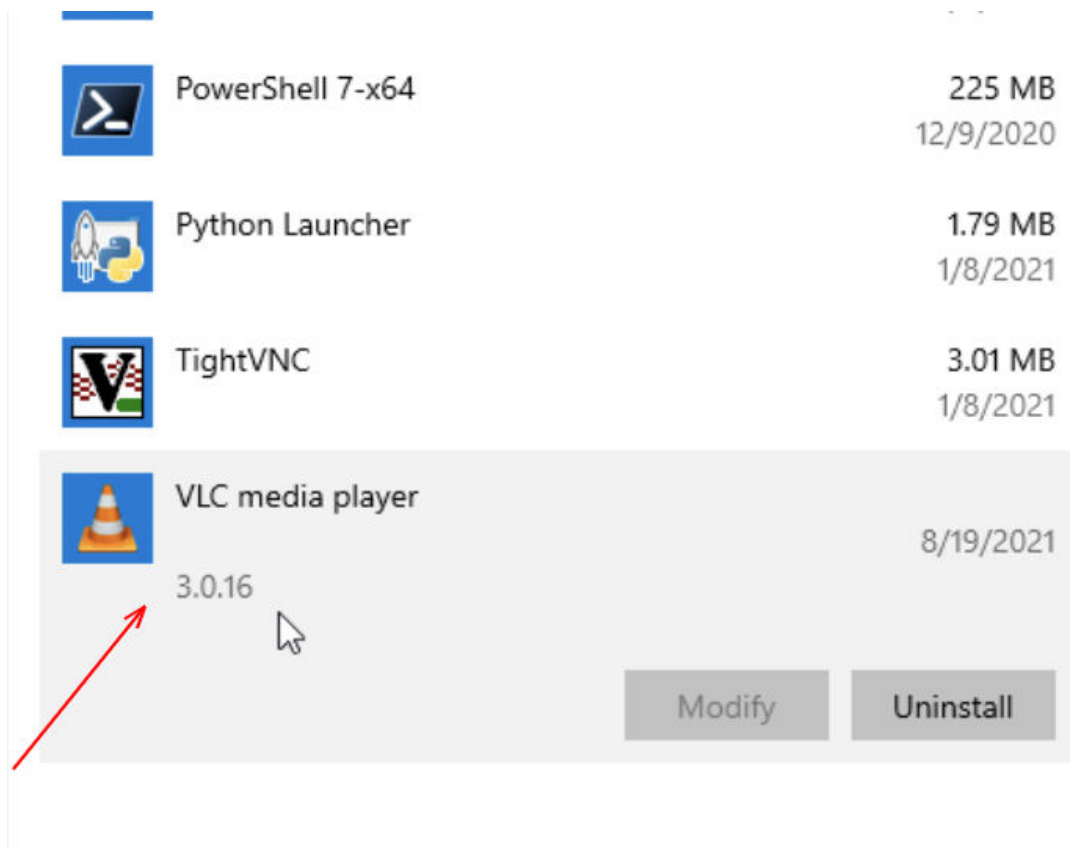 PowerShell 7-x64 225 MB
12/9/2020
Python Launcher 1.79 MB
1/8/2021
TightVNC 3.01 MB
1/8/2021
VLC media player
8/19/2021
3.0.16
Modify Uninstall